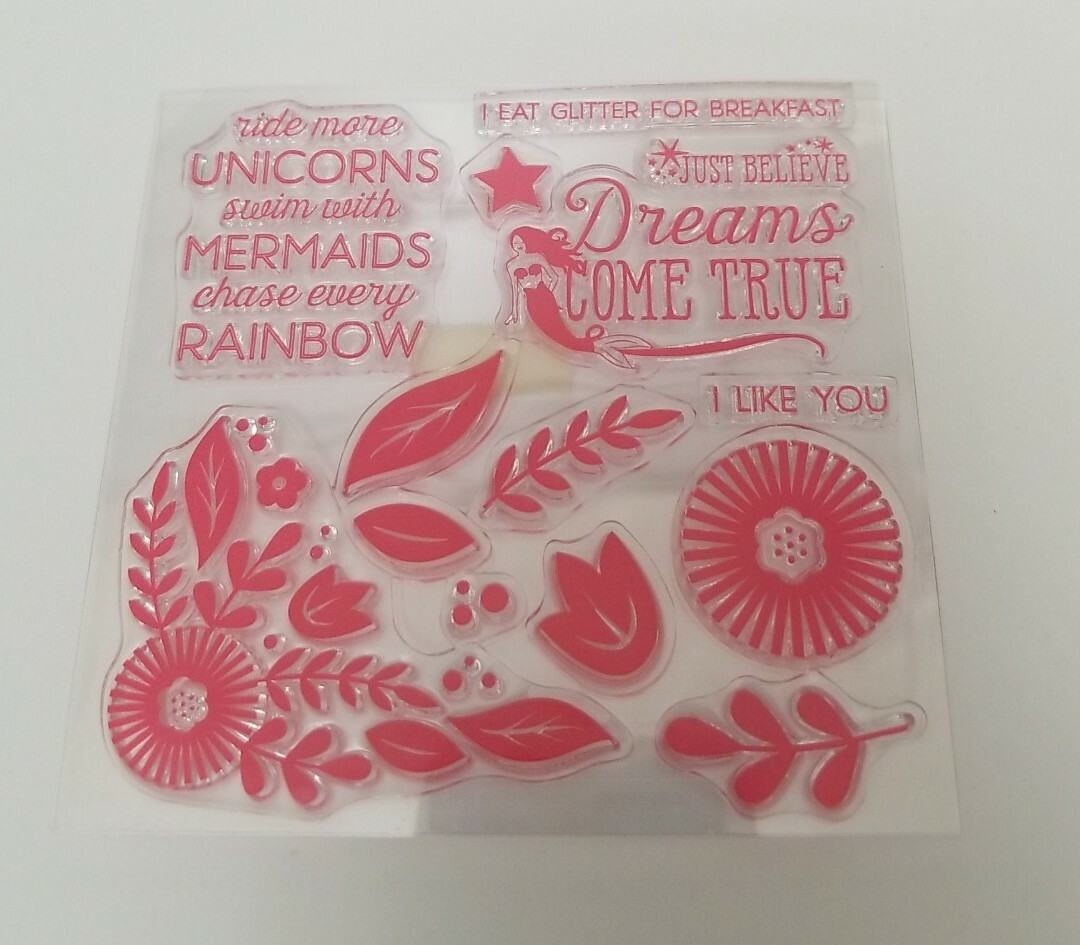 ride more
UNICORNS
swim with
MERMAIDS
chase every
RAINBOW
I EAT GLITTER FOR BREAKFAST
JUST BELIEVE
Dreams
COME TRUE
I LIKE YOU